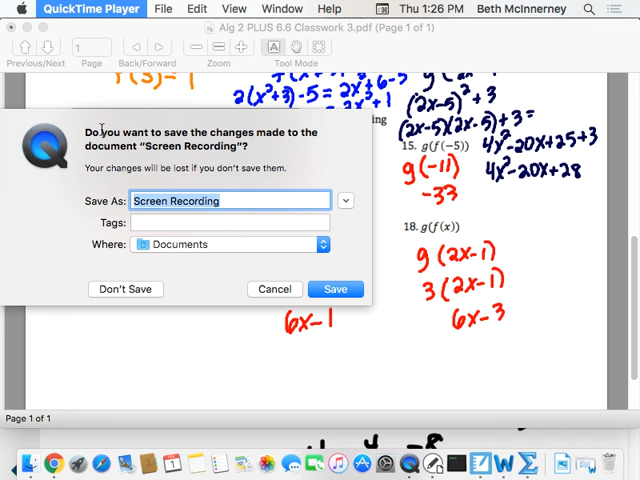 QuickTime Player File Edit View Window Help Thu 1:26 PM Beth McInnerney
Alg 2 PLUS 6.6 Classwork 3.pdf (Page 1 of 1)
1
Previous/Next Page Back/Forward Zoom In/Out Tool Mode
f(3)=1
2(x²+3)-5 = 2x²+6-5
2x²+1
(2x-5)²+3
(2x-5)(2x-5)+3=
4x²-20x+25+3
4x²-20x+28
15. g(f(−5))
g(-11)
-33
18. g(f(x))
g(2x-1)
3(2x-1)
6x-3
6x-1
Do you want to save the changes made to the
document “Screen Recording”?
Your changes will be lost if you don’t save them.
Save As: Screen Recording
Tags:
Where: Documents
Don’t Save Cancel Save
Page 1 of 1